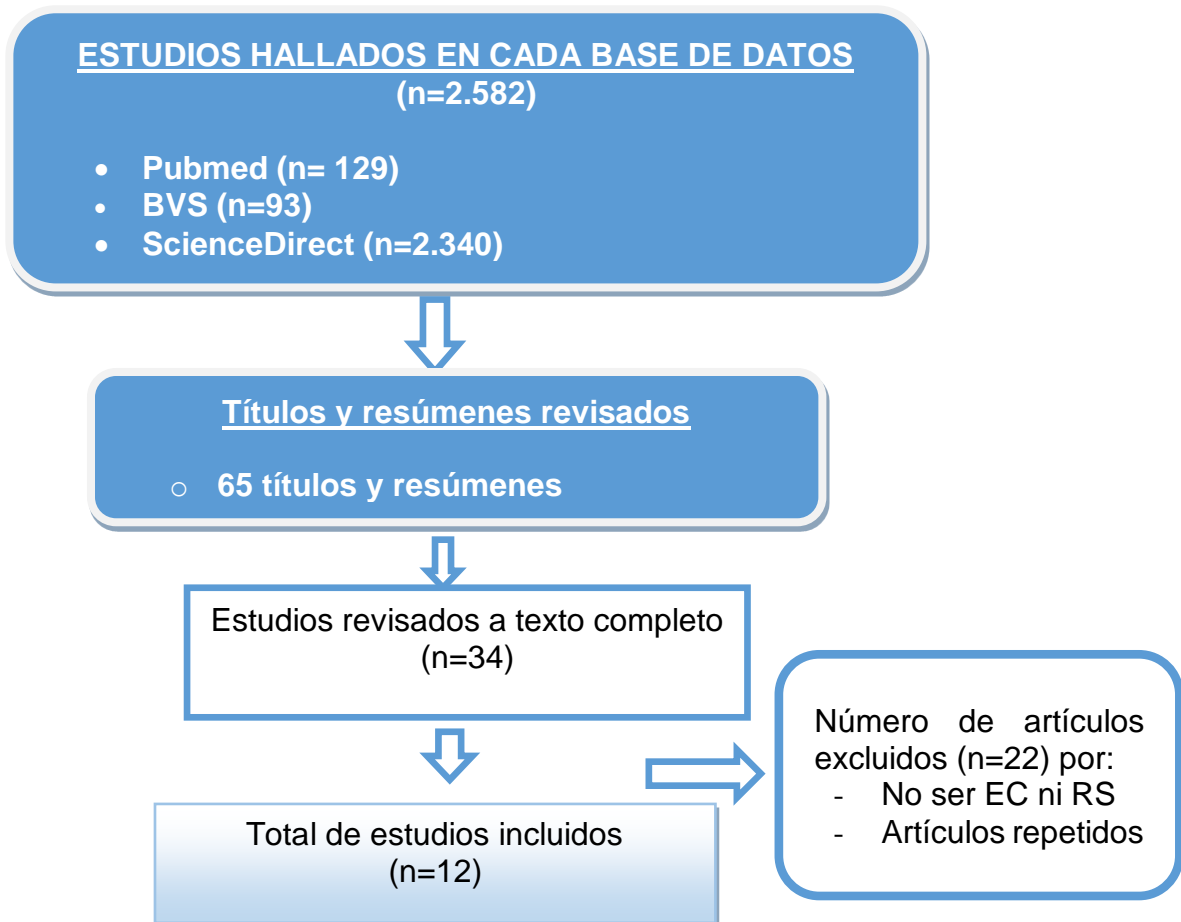 ESTUDIOS HALLADOS EN CADA BASE DE DATOS
(n=2.582)
• Pubmed (n= 129)
• BVS (n=93)
• ScienceDirect (n=2.340)
Títulos y resúmenes revisados
○ 65 títulos y resúmenes
Estudios revisados a texto completo
(n=34)
Número de artículos
excluidos (n=22) por:
- No ser EC ni RS
- Artículos repetidos
Total de estudios incluidos
(n=12)